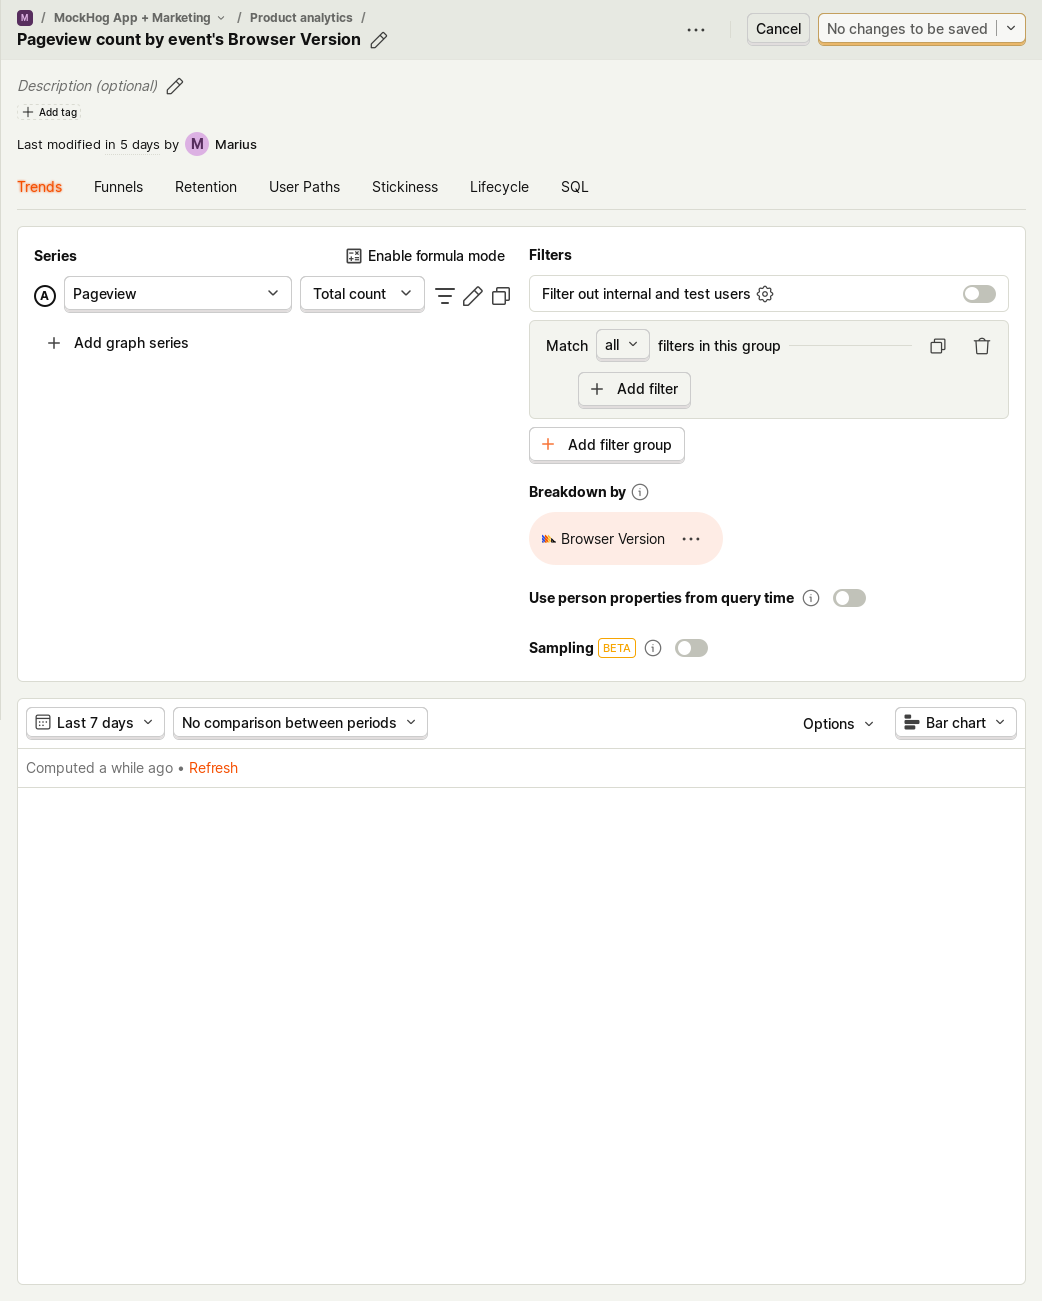 M / MockHog App + Marketing / Product analytics /
Pageview count by event's Browser Version
Cancel
No changes to be saved
Description (optional)
Add tag
Last modified in 5 days by M Marius
Trends Funnels Retention User Paths Stickiness Lifecycle SQL
Series
Enable formula mode
A Pageview Total count
Add graph series
Filters
Filter out internal and test users
Match all filters in this group
Add filter
Add filter group
Breakdown by
Browser Version
Use person properties from query time
Sampling BETA
Last 7 days No comparison between periods Options Bar chart
Computed a while ago • Refresh